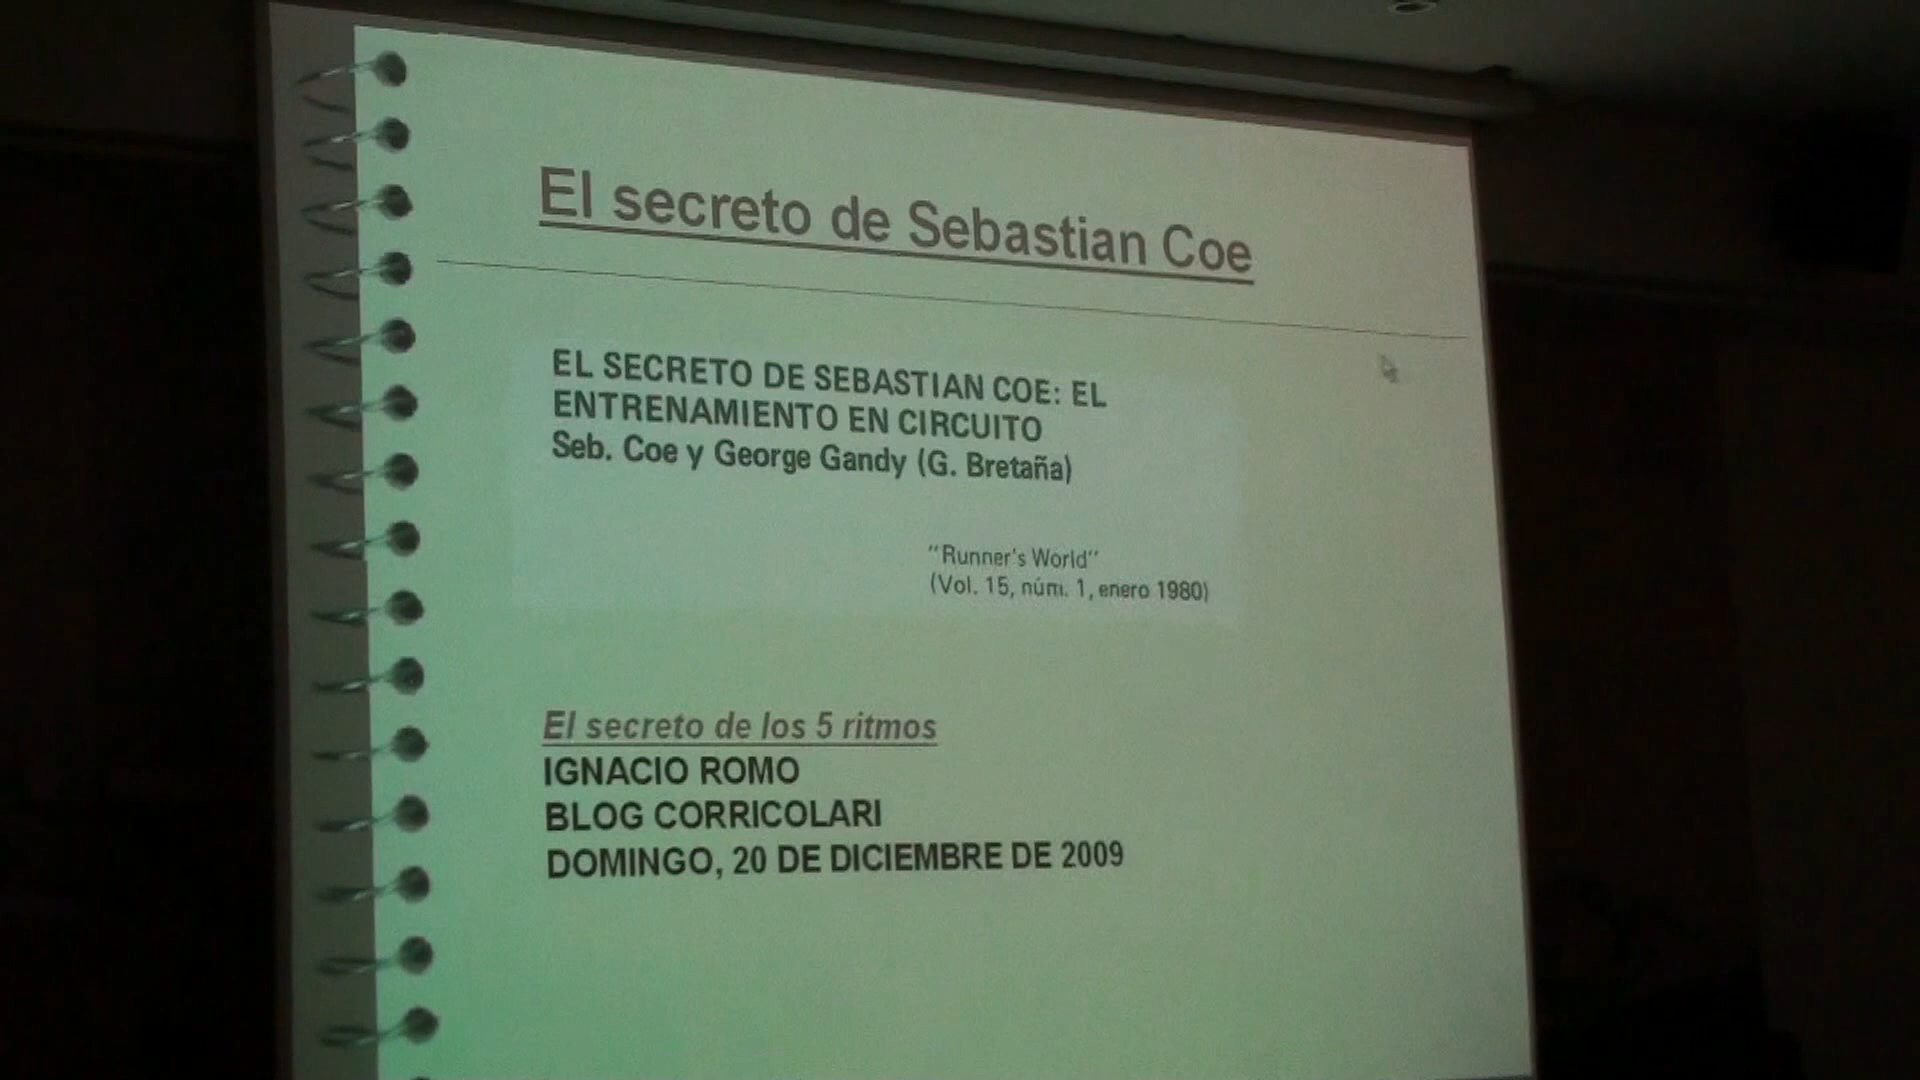 El secreto de Sebastian Coe
EL SECRETO DE SEBASTIAN COE: EL
ENTRENAMIENTO EN CIRCUITO
Seb. Coe y George Gandy (G. Bretaña)
"Runner's World"
(Vol. 15, núm. 1, enero 1980)
El secreto de los 5 ritmos
IGNACIO ROMO
BLOG CORRICOLARI
DOMINGO, 20 DE DICIEMBRE DE 2009